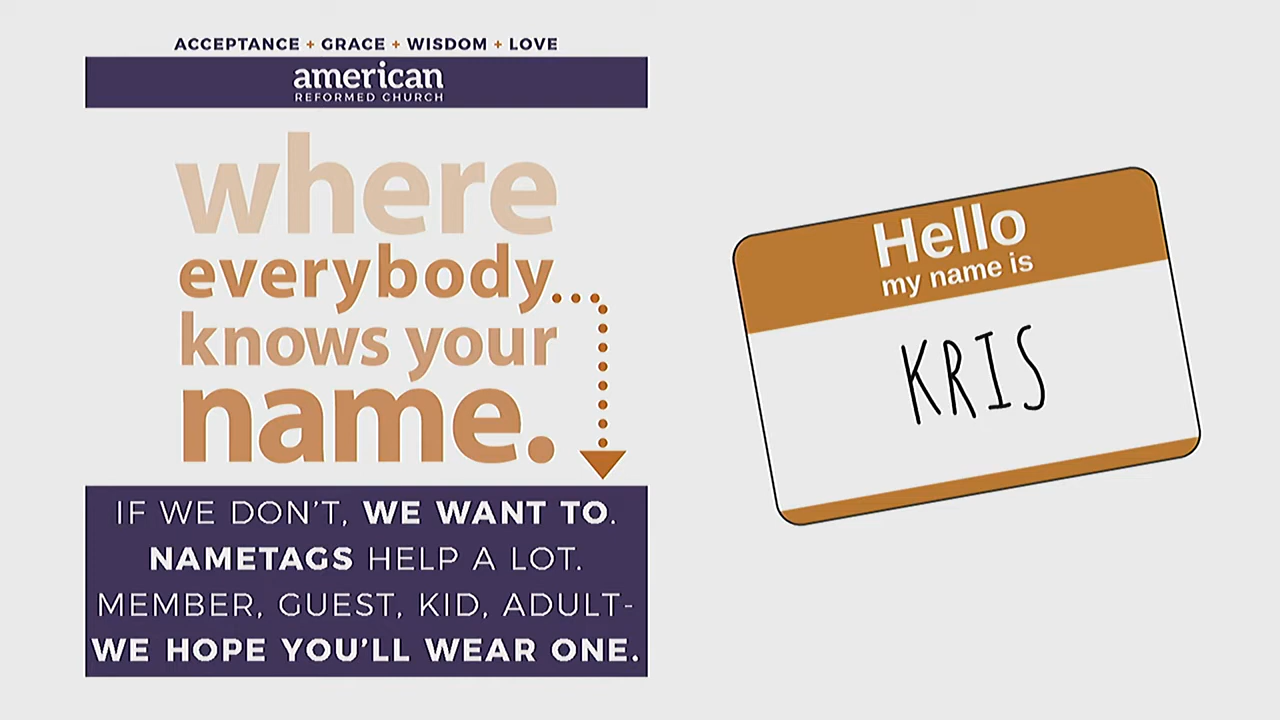 ACCEPTANCE + GRACE + WISDOM + LOVE
american
REFORMED CHURCH
where
everybody
knows your
name.
IF WE DON'T, WE WANT TO.
NAMETAGS HELP A LOT.
MEMBER, GUEST, KID, ADULT-
WE HOPE YOU'LL WEAR ONE.
Hello
my name is
KRIS